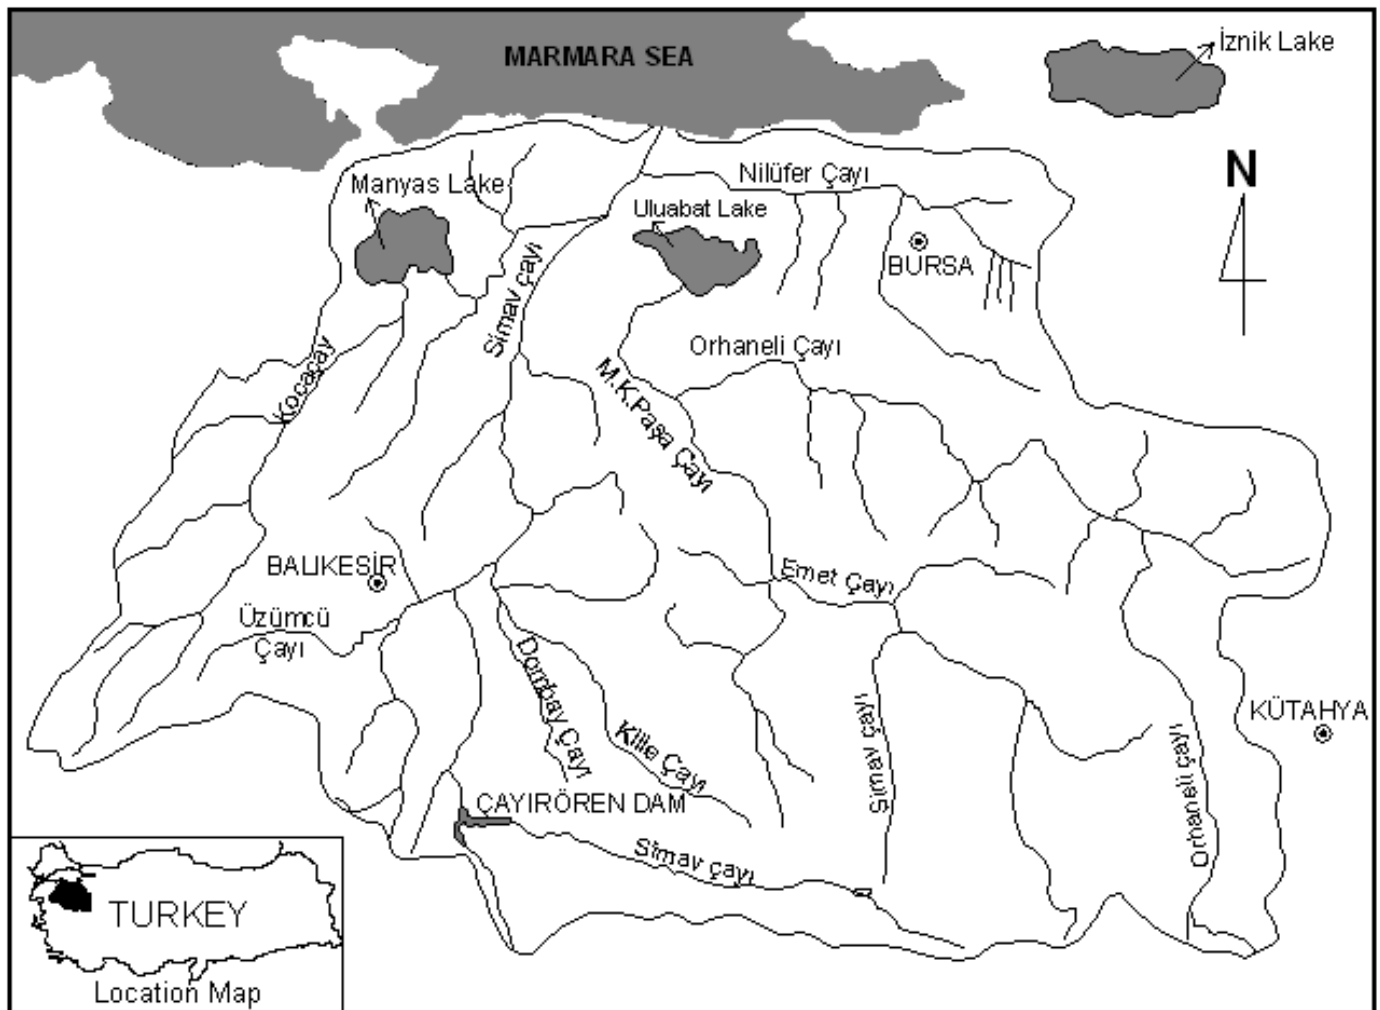 MARMARA SEA
İznik Lake
N
Nilüfer Çayı
Manyas Lake
Uluabat Lake
BURSA
Simav çayı
Orhaneli Çayı
Kocaçay
M.K.Paşa Çayı
BALIKESİR
Emet Çayı
Üzümcü
Çayı
Dombay Çayı
Kille Çayı
Simav çayı
Orhaneli çayı
KÜTAHYA
ÇAYIRÖREN DAM
Simav çayı
TURKEY
Location Map